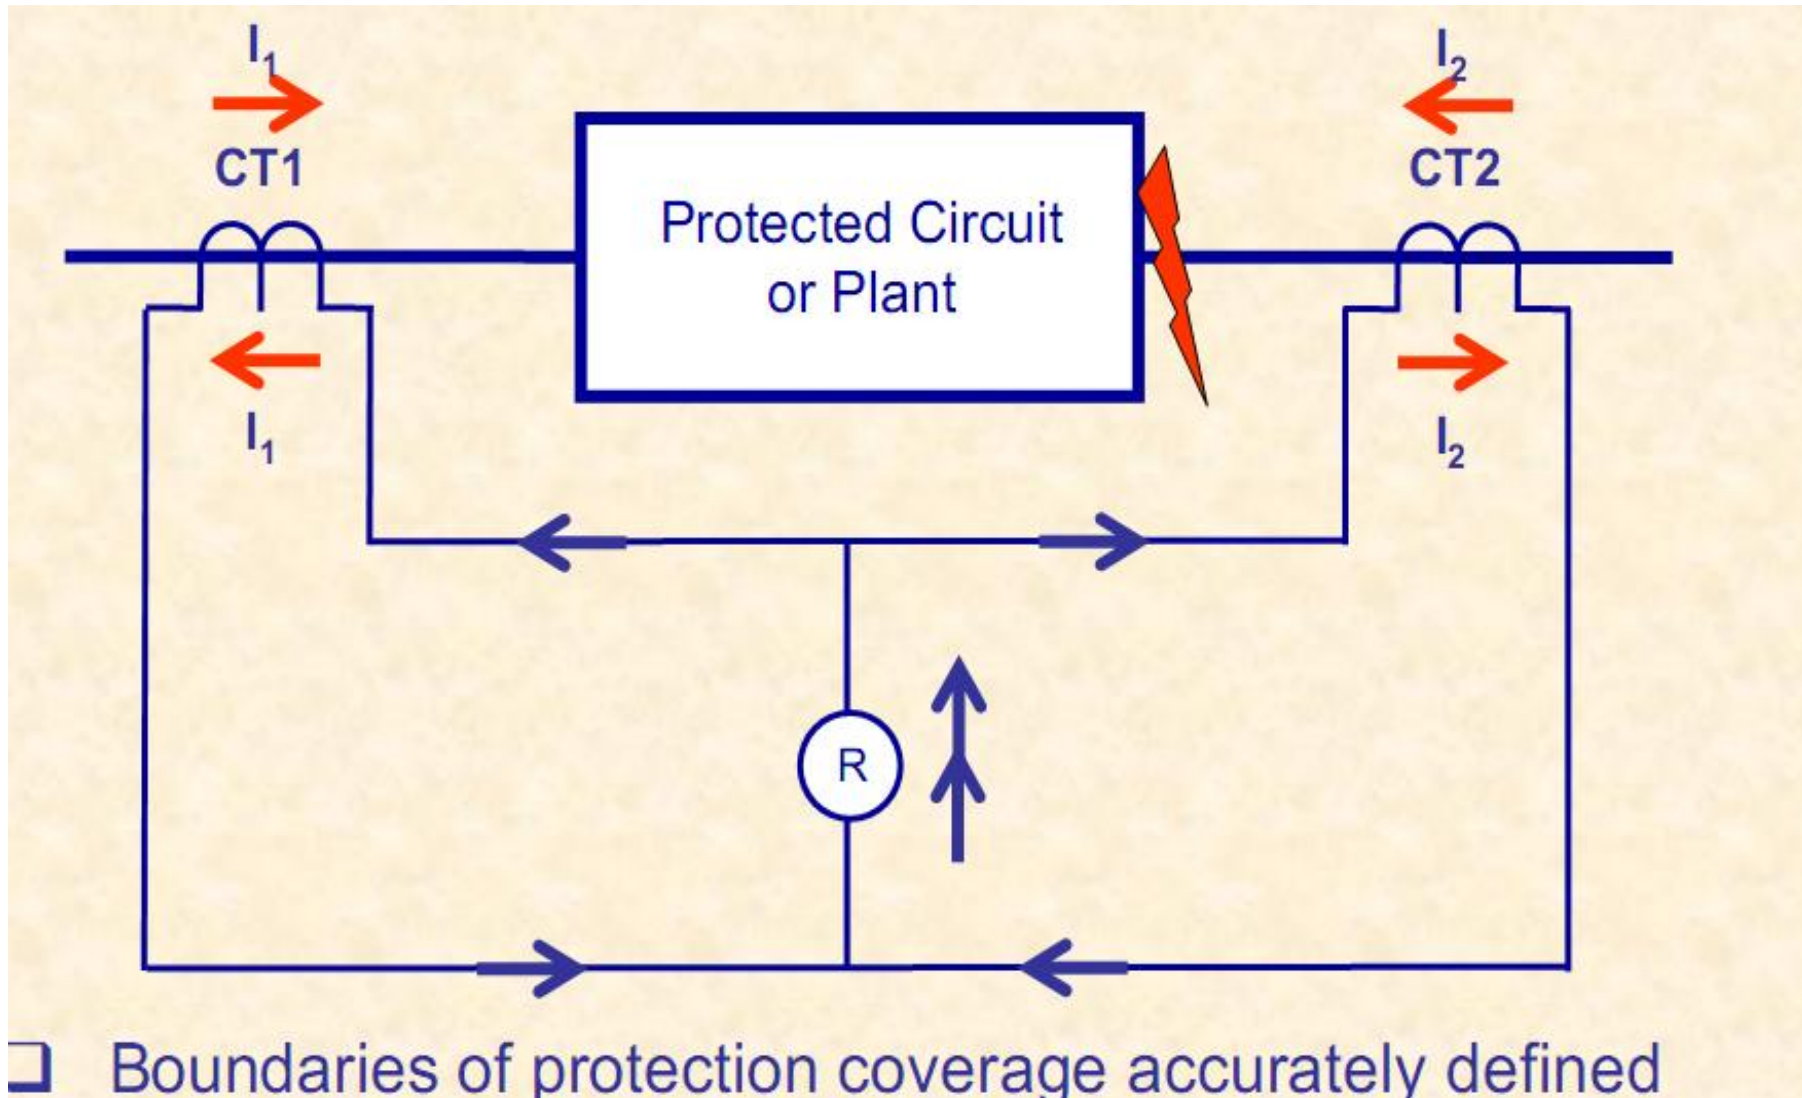 I₁
I₂
CT1
CT2
Protected Circuit
or Plant
I₁
I₂
R
Boundaries of protection coverage accurately defined